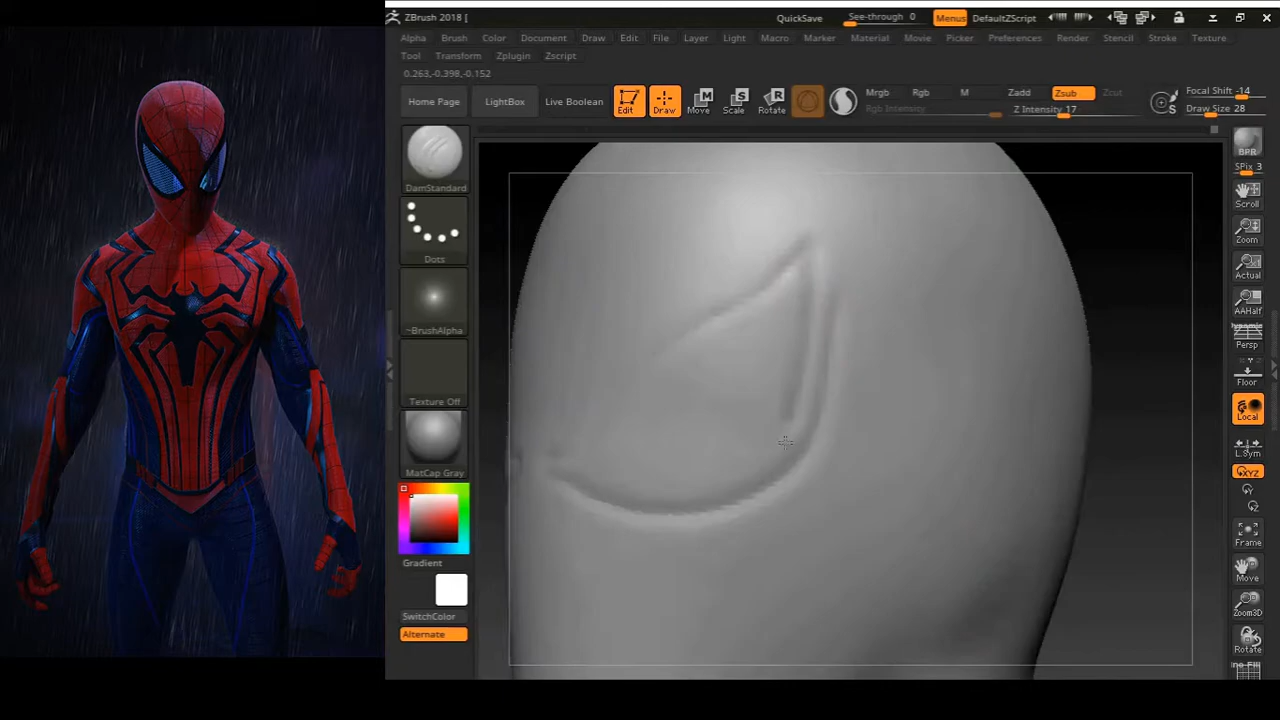 ZBrush 2018 [
QuickSave
See-through 0
Menus
DefaultZScript
Alpha Brush Color Document Draw Edit File Layer Light Macro Marker Material Movie Picker Preferences Render Stencil Stroke Texture
Tool Transform Zplugin Zscript
0.263,-0.398,-0.152
Home Page
LightBox
Live Boolean
Edit
Draw
Move
Scale
Rotate
Mrgb Rgb M Zadd Zsub
Rgb Intensity
Z Intensity 17
S
Focal Shift -14
Draw Size 28
DamStandard
Dots
~BrushAlpha
Texture Off
MatCap Gray
Gradient
SwitchColor
Alternate
BPR
SPix 3
Scroll
Zoom
Actual
AAHalf
Dynamic
Persp
Floor
Local
L.Sym
XYZ
Y
Z
Frame
Move
Zoom3D
Rotate